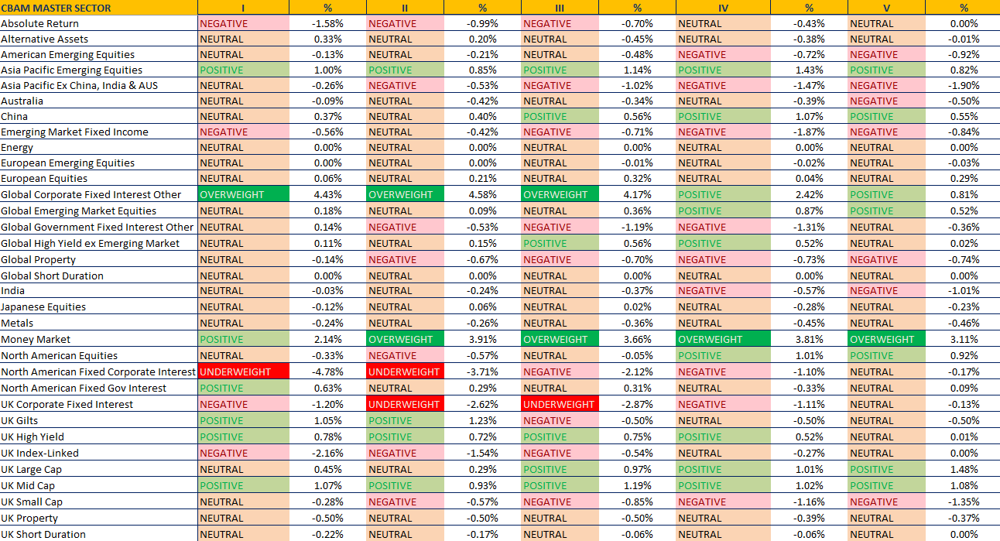 CBAM MASTER SECTOR I % II % III % IV % V %
Absolute Return NEGATIVE -1.58% NEGATIVE -0.99% NEGATIVE -0.70% NEUTRAL -0.43% NEUTRAL 0.00%
Alternative Assets NEUTRAL 0.33% NEUTRAL 0.20% NEUTRAL -0.45% NEUTRAL -0.38% NEUTRAL -0.01%
American Emerging Equities NEUTRAL -0.13% NEUTRAL -0.21% NEUTRAL -0.48% NEGATIVE -0.72% NEGATIVE -0.92%
Asia Pacific Emerging Equities POSITIVE 1.00% POSITIVE 0.85% POSITIVE 1.14% POSITIVE 1.43% POSITIVE 0.82%
Asia Pacific Ex China, India & AUS NEUTRAL -0.26% NEGATIVE -0.53% NEGATIVE -1.02% NEGATIVE -1.47% NEGATIVE -1.90%
Australia NEUTRAL -0.09% NEUTRAL -0.42% NEUTRAL -0.34% NEUTRAL -0.39% NEGATIVE -0.50%
China NEUTRAL 0.37% NEUTRAL 0.40% POSITIVE 0.56% POSITIVE 1.07% POSITIVE 0.55%
Emerging Market Fixed Income NEGATIVE -0.56% NEUTRAL -0.42% NEGATIVE -0.71% NEGATIVE -1.87% NEGATIVE -0.84%
Energy NEUTRAL 0.00% NEUTRAL 0.00% NEUTRAL 0.00% NEUTRAL 0.00% NEUTRAL 0.00%
European Emerging Equities NEUTRAL 0.00% NEUTRAL 0.00% NEUTRAL -0.01% NEUTRAL -0.02% NEUTRAL -0.03%
European Equities NEUTRAL 0.06% NEUTRAL 0.21% NEUTRAL 0.32% NEUTRAL 0.04% NEUTRAL 0.29%
Global Corporate Fixed Interest Other OVERWEIGHT 4.43% OVERWEIGHT 4.58% OVERWEIGHT 4.17% POSITIVE 2.42% POSITIVE 0.81%
Global Emerging Market Equities NEUTRAL 0.18% NEUTRAL 0.09% NEUTRAL 0.36% POSITIVE 0.87% POSITIVE 0.52%
Global Government Fixed Interest Other NEUTRAL 0.14% NEGATIVE -0.53% NEGATIVE -1.19% NEGATIVE -1.31% NEUTRAL -0.36%
Global High Yield ex Emerging Market NEUTRAL 0.11% NEUTRAL 0.15% POSITIVE 0.56% POSITIVE 0.52% NEUTRAL 0.02%
Global Property NEUTRAL -0.14% NEGATIVE -0.67% NEGATIVE -0.70% NEGATIVE -0.73% NEGATIVE -0.74%
Global Short Duration NEUTRAL 0.00% NEUTRAL 0.00% NEUTRAL 0.00% NEUTRAL 0.00% NEUTRAL 0.00%
India NEUTRAL -0.03% NEUTRAL -0.24% NEUTRAL -0.37% NEGATIVE -0.57% NEGATIVE -1.01%
Japanese Equities NEUTRAL -0.12% NEUTRAL 0.06% NEUTRAL 0.02% NEUTRAL -0.28% NEUTRAL -0.23%
Metals NEUTRAL -0.24% NEUTRAL -0.26% NEUTRAL -0.36% NEUTRAL -0.45% NEUTRAL -0.46%
Money Market POSITIVE 2.14% OVERWEIGHT 3.91% OVERWEIGHT 3.66% OVERWEIGHT 3.81% OVERWEIGHT 3.11%
North American Equities NEUTRAL -0.33% NEGATIVE -0.57% NEUTRAL -0.05% POSITIVE 1.01% POSITIVE 0.92%
North American Fixed Corporate Interest UNDERWEIGHT -4.78% UNDERWEIGHT -3.71% NEGATIVE -2.12% NEGATIVE -1.10% NEUTRAL -0.17%
North American Fixed Gov Interest POSITIVE 0.63% NEUTRAL 0.29% NEUTRAL 0.31% NEUTRAL -0.33% NEUTRAL 0.09%
UK Corporate Fixed Interest NEGATIVE -1.20% UNDERWEIGHT -2.62% UNDERWEIGHT -2.87% NEGATIVE -1.11% NEUTRAL -0.13%
UK Gilts POSITIVE 1.05% POSITIVE 1.23% NEGATIVE -0.50% NEUTRAL -0.50% NEUTRAL -0.50%
UK High Yield POSITIVE 0.78% POSITIVE 0.72% POSITIVE 0.75% POSITIVE 0.52% NEUTRAL 0.01%
UK Index-Linked NEGATIVE -2.16% NEGATIVE -1.54% NEGATIVE -0.54% NEUTRAL -0.27% NEUTRAL 0.00%
UK Large Cap NEUTRAL 0.45% NEUTRAL 0.29% POSITIVE 0.97% POSITIVE 1.01% POSITIVE 1.48%
UK Mid Cap POSITIVE 1.07% POSITIVE 0.93% POSITIVE 1.19% POSITIVE 1.02% POSITIVE 1.08%
UK Small Cap NEUTRAL -0.28% NEGATIVE -0.57% NEGATIVE -0.85% NEGATIVE -1.16% NEGATIVE -1.35%
UK Property NEUTRAL -0.50% NEUTRAL -0.50% NEUTRAL -0.54% NEUTRAL -0.39% NEUTRAL -0.37%
UK Short Duration NEUTRAL -0.22% NEUTRAL -0.17% NEUTRAL -0.06% NEUTRAL -0.06% NEUTRAL 0.00%